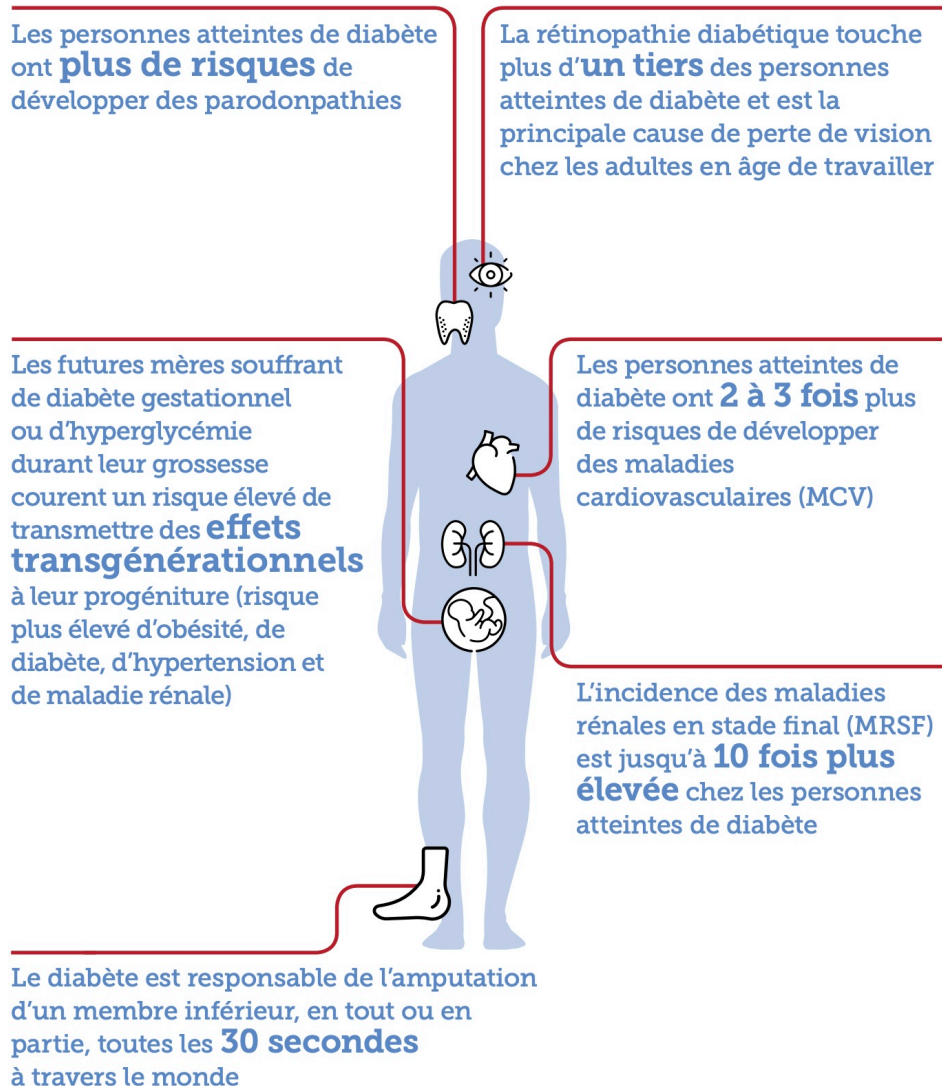 Les personnes atteintes de diabète
ont plus de risques de
développer des parodonpathies
La rétinopathie diabétique touche
plus d'un tiers des personnes
atteintes de diabète et est la
principale cause de perte de vision
chez les adultes en âge de travailler
Les futures mères souffrant
de diabète gestationnel
ou d'hyperglycémie
durant leur grossesse
courent un risque élevé de
transmettre des effets
transgénérationnels
à leur progéniture (risque
plus élevé d'obésité, de
diabète, d'hypertension et
de maladie rénale)
Les personnes atteintes de
diabète ont 2 à 3 fois plus
de risques de développer
des maladies
cardiovasculaires (MCV)
L'incidence des maladies
rénales en stade final (MRSF)
est jusqu'à 10 fois plus
élevée chez les personnes
atteintes de diabète
Le diabète est responsable de l'amputation
d'un membre inférieur, en tout ou en
partie, toutes les 30 secondes
à travers le monde